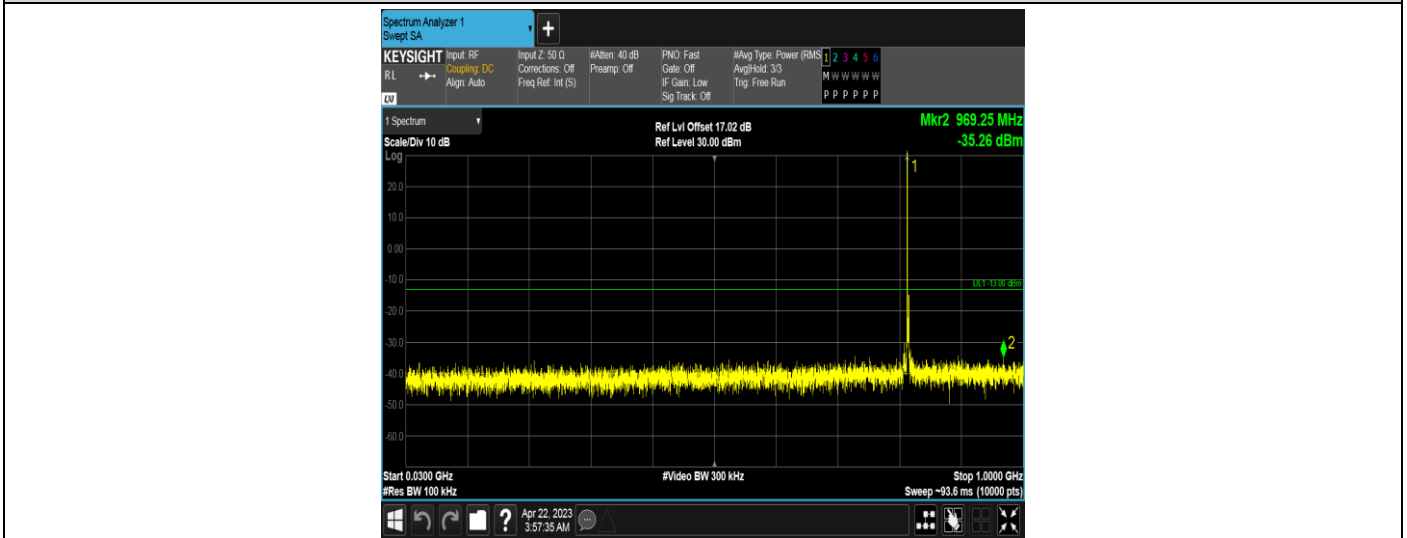 Spectrum Analyzer 1
Swept SA
+
KEYSIGHT
RL
LXI
Input: RF
Coupling: DC
Align: Auto
Input Z: 50 Ω
Corrections: Off
Freq Ref: Int (S)
#Atten: 40 dB
Preamp: Off
PNO: Fast
Gate: Off
IF Gain: Low
Sig Track: Off
#Avg Type: Power (RMS
Avg|Hold: 3/3
Trig: Free Run
1 2 3 4 5 6
M W W W W W
P P P P P P
1 Spectrum
Scale/Div 10 dB
Ref Lvl Offset 17.02 dB
Ref Level 30.00 dBm
Mkr2 969.25 MHz
-35.26 dBm
Log
1
20.0
10.0
0.00
-10.0
DL1 -13.00 dBm
-20.0
-30.0
2
-40.0
-50.0
-60.0
Start 0.0300 GHz
#Video BW 300 kHz
Stop 1.0000 GHz
#Res BW 100 kHz
Sweep ~93.6 ms (10000 pts)
?
Apr 22, 2023
3:57:35 AM